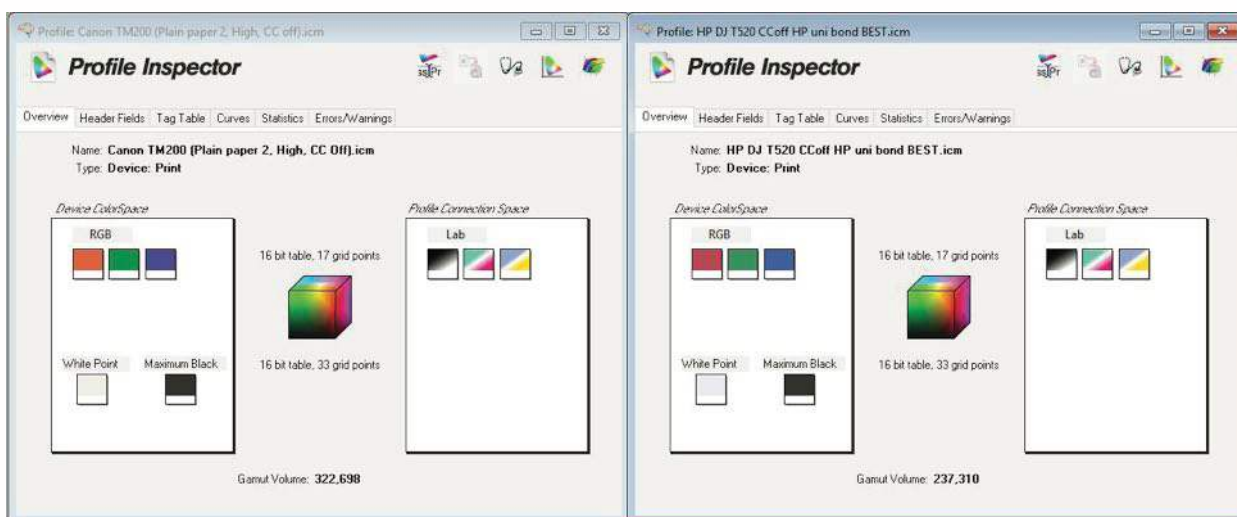 Profile: Canon TM200 (Plain paper 2, High, CC off).icm
Profile Inspector
Overview Header Fields Tag Table Curves Statistics Errors/Warnings
Name: Canon TM200 (Plain paper 2, High, CC Off).icm
Type: Device: Print
Device ColorSpace
Profile Connection Space
RGB
Lab
16 bit table, 17 grid points
White Point
Maximum Black
16 bit table, 33 grid points
Gamut Volume: 322,698
Profile: HP DJ T520 CCoff HP uni bond BEST.icm
Profile Inspector
Overview Header Fields Tag Table Curves Statistics Errors/Warnings
Name: HP DJ T520 CCoff HP uni bond BEST.icm
Type: Device: Print
Device ColorSpace
Profile Connection Space
RGB
Lab
16 bit table, 17 grid points
White Point
Maximum Black
16 bit table, 33 grid points
Gamut Volume: 237,310